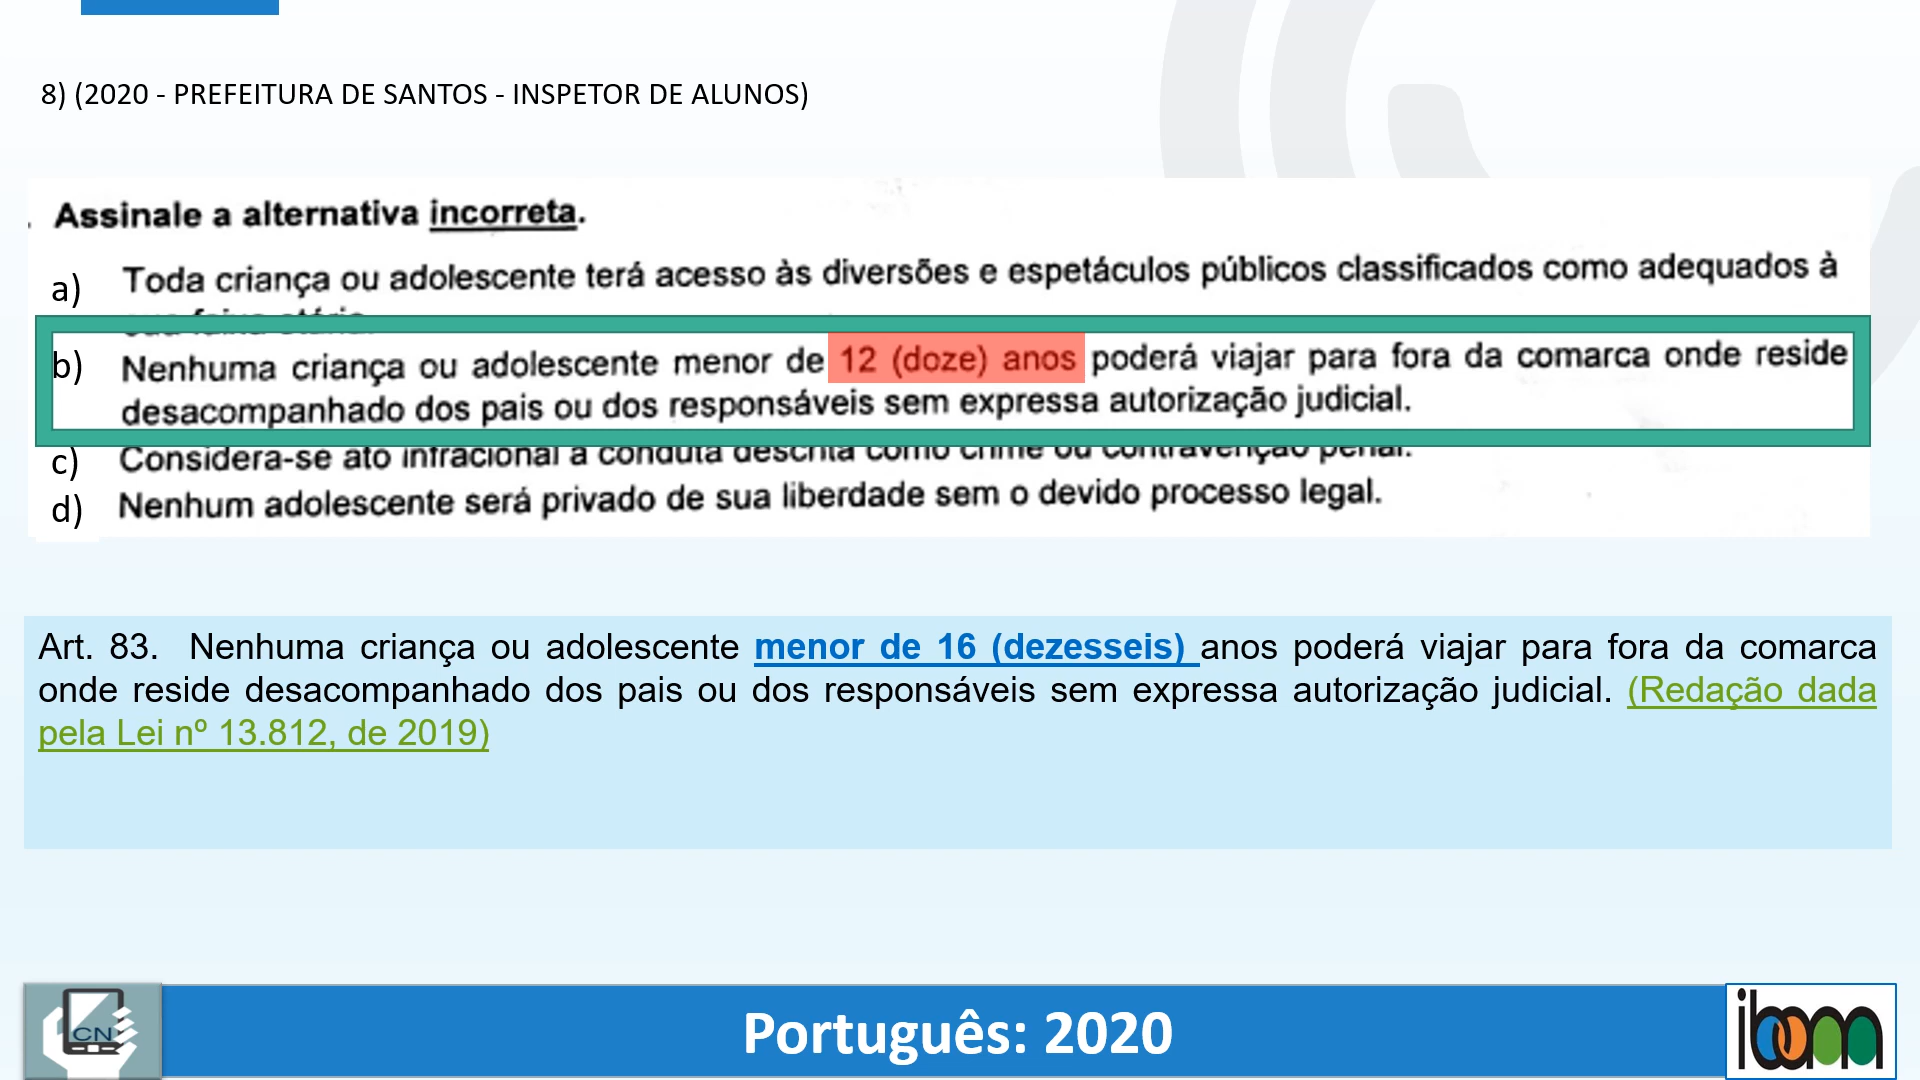 8) (2020 - PREFEITURA DE SANTOS - INSPETOR DE ALUNOS)
Assinale a alternativa incorreta.
a) Toda criança ou adolescente terá acesso às diversões e espetáculos públicos classificados como adequados à
sua faixa etária.
b) Nenhuma criança ou adolescente menor de 12 (doze) anos poderá viajar para fora da comarca onde reside
desacompanhado dos pais ou dos responsáveis sem expressa autorização judicial.
c) Considera-se ato infracional a conduta descrita como crime ou contravenção penal.
d) Nenhum adolescente será privado de sua liberdade sem o devido processo legal.
Art. 83. Nenhuma criança ou adolescente menor de 16 (dezesseis) anos poderá viajar para fora da comarca
onde reside desacompanhado dos pais ou dos responsáveis sem expressa autorização judicial. (Redação dada
pela Lei nº 13.812, de 2019)
CN
Português: 2020
ibam